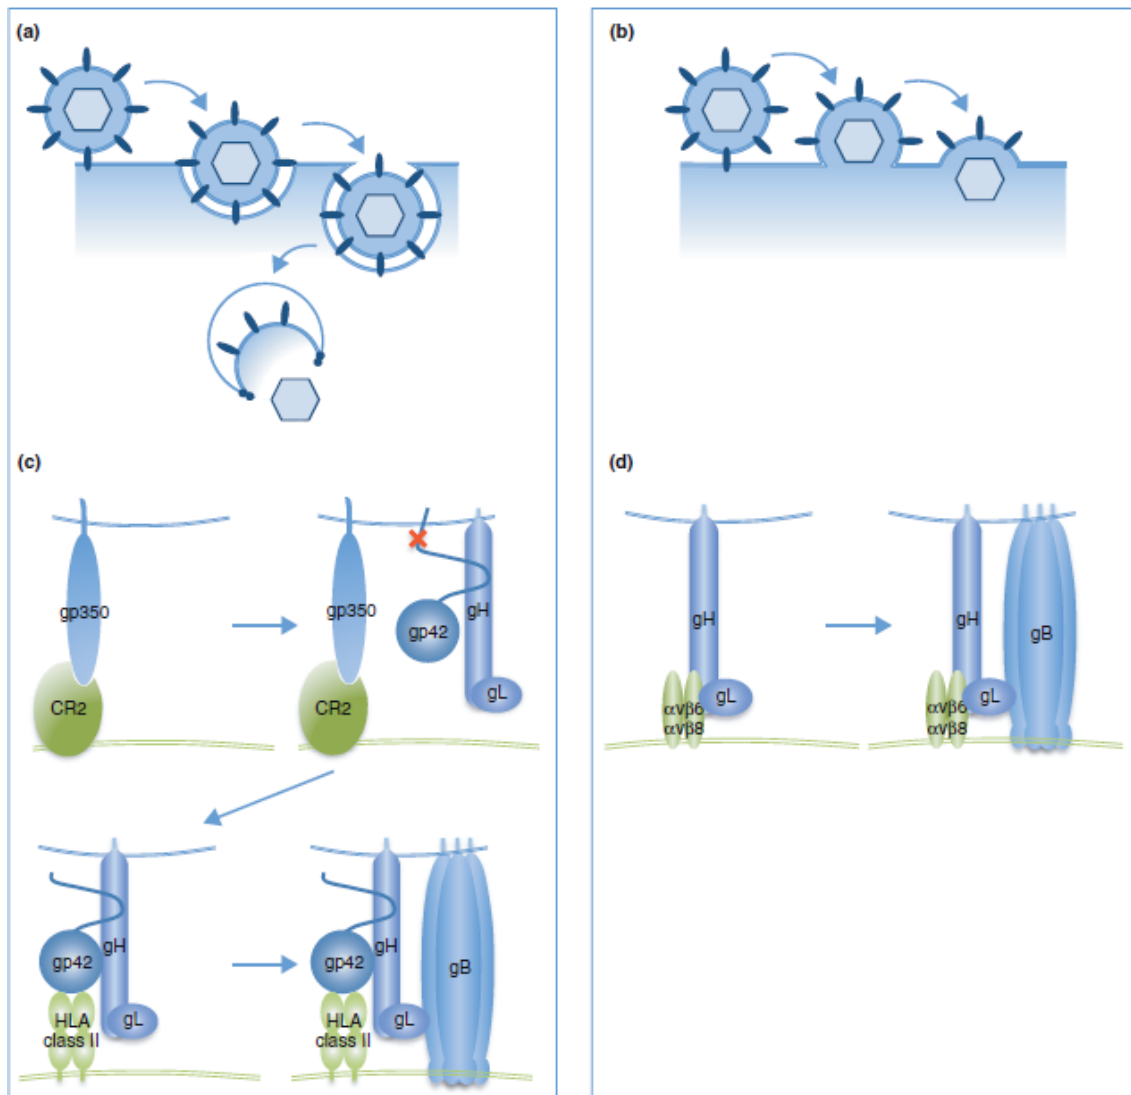 (a)
(b)
(c)
gp350
CR2
gp350
CR2
gp42
gH
gL
gp42
gH
HLA
class II
gL
gp42
gH
HLA
class II
gL
gB
(d)
gH
αvβ6
αvβ8
gL
gH
αvβ6
αvβ8
gL
gB